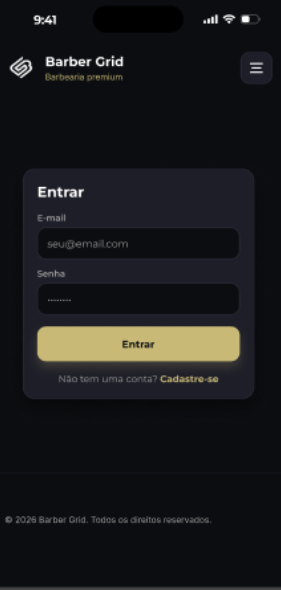 9:41
Barber Grid
Barbearia premium
Entrar
E-mail
seu@email.com
Senha
........
Entrar
Não tem uma conta? Cadastre-se
© 2026 Barber Grid. Todos os direitos reservados.